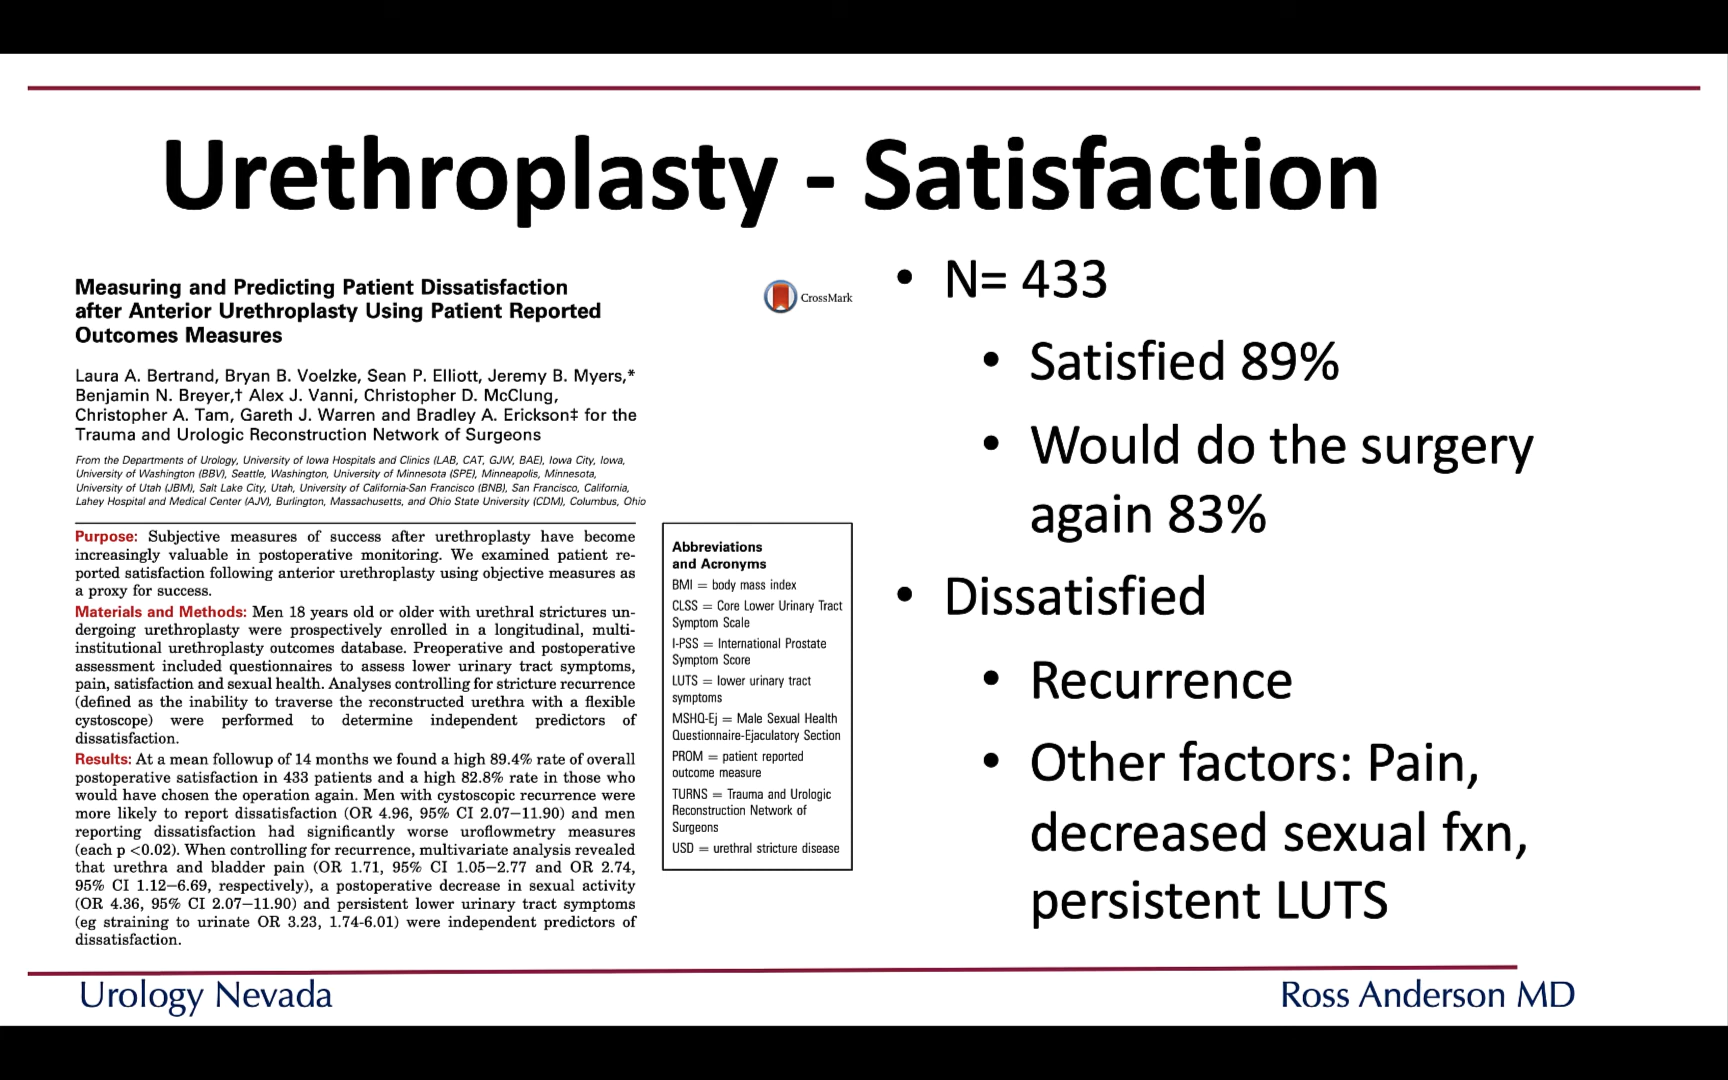 Urethroplasty - Satisfaction
Measuring and Predicting Patient Dissatisfaction
after Anterior Urethroplasty Using Patient Reported
Outcomes Measures
CrossMark
Laura A. Bertrand, Bryan B. Voelzke, Sean P. Elliott, Jeremy B. Myers,*
Benjamin N. Breyer,† Alex J. Vanni, Christopher D. McClung,
Christopher A. Tam, Gareth J. Warren and Bradley A. Erickson‡ for the
Trauma and Urologic Reconstruction Network of Surgeons
From the Departments of Urology, University of Iowa Hospitals and Clinics (LAB, CAT, GJW, BAE), Iowa City, Iowa,
University of Washington (BBV), Seattle, Washington, University of Minnesota (SPE), Minneapolis, Minnesota,
University of Utah (JBM), Salt Lake City, Utah, University of California-San Francisco (BNB), San Francisco, California,
Lahey Hospital and Medical Center (AJV), Burlington, Massachusetts, and Ohio State University (CDM), Columbus, Ohio
Purpose: Subjective measures of success after urethroplasty have become
increasingly valuable in postoperative monitoring. We examined patient re-
ported satisfaction following anterior urethroplasty using objective measures as
a proxy for success.
Materials and Methods: Men 18 years old or older with urethral strictures un-
dergoing urethroplasty were prospectively enrolled in a longitudinal, multi-
institutional urethroplasty outcomes database. Preoperative and postoperative
assessment included questionnaires to assess lower urinary tract symptoms,
pain, satisfaction and sexual health. Analyses controlling for stricture recurrence
(defined as the inability to traverse the reconstructed urethra with a flexible
cystoscope) were performed to determine independent predictors of
dissatisfaction.
Results: At a mean followup of 14 months we found a high 89.4% rate of overall
postoperative satisfaction in 433 patients and a high 82.8% rate in those who
would have chosen the operation again. Men with cystoscopic recurrence were
more likely to report dissatisfaction (OR 4.96, 95% CI 2.07–11.90) and men
reporting dissatisfaction had significantly worse uroflowmetry measures
(each p <0.02). When controlling for recurrence, multivariate analysis revealed
that urethra and bladder pain (OR 1.71, 95% CI 1.05–2.77 and OR 2.74,
95% CI 1.12–6.69, respectively), a postoperative decrease in sexual activity
(OR 4.36, 95% CI 2.07–11.90) and persistent lower urinary tract symptoms
(eg straining to urinate OR 3.23, 1.74-6.01) were independent predictors of
dissatisfaction.
Abbreviations
and Acronyms
BMI = body mass index
CLSS = Core Lower Urinary Tract
Symptom Scale
I-PSS = International Prostate
Symptom Score
LUTS = lower urinary tract
symptoms
MSHQ-Ej = Male Sexual Health
Questionnaire-Ejaculatory Section
PROM = patient reported
outcome measure
TURNS = Trauma and Urologic
Reconstruction Network of
Surgeons
USD = urethral stricture disease
• N= 433
• Satisfied 89%
• Would do the surgery
again 83%
• Dissatisfied
• Recurrence
• Other factors: Pain,
decreased sexual fxn,
persistent LUTS
Urology Nevada
Ross Anderson MD